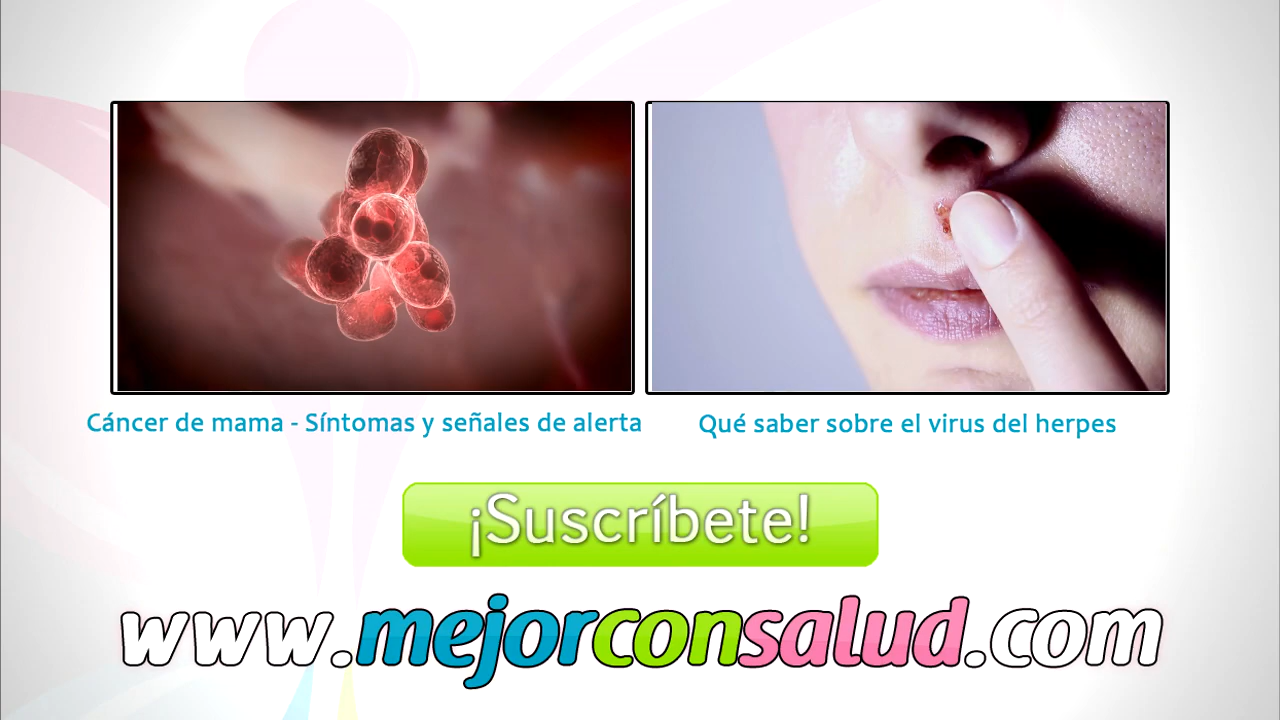 Cáncer de mama - Síntomas y señales de alerta
Qué saber sobre el virus del herpes
¡Suscríbete!
www.mejorconsalud.com